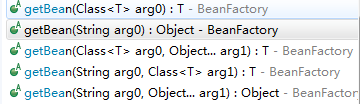 getBean(Class<T> arg0) : T - BeanFactory
getBean(String arg0) : Object - BeanFactory
getBean(Class<T> arg0, Object... arg1) : T - BeanFactory
getBean(String arg0, Class<T> arg1) : T - BeanFactory
getBean(String arg0, Object... arg1) : Object - BeanFactory